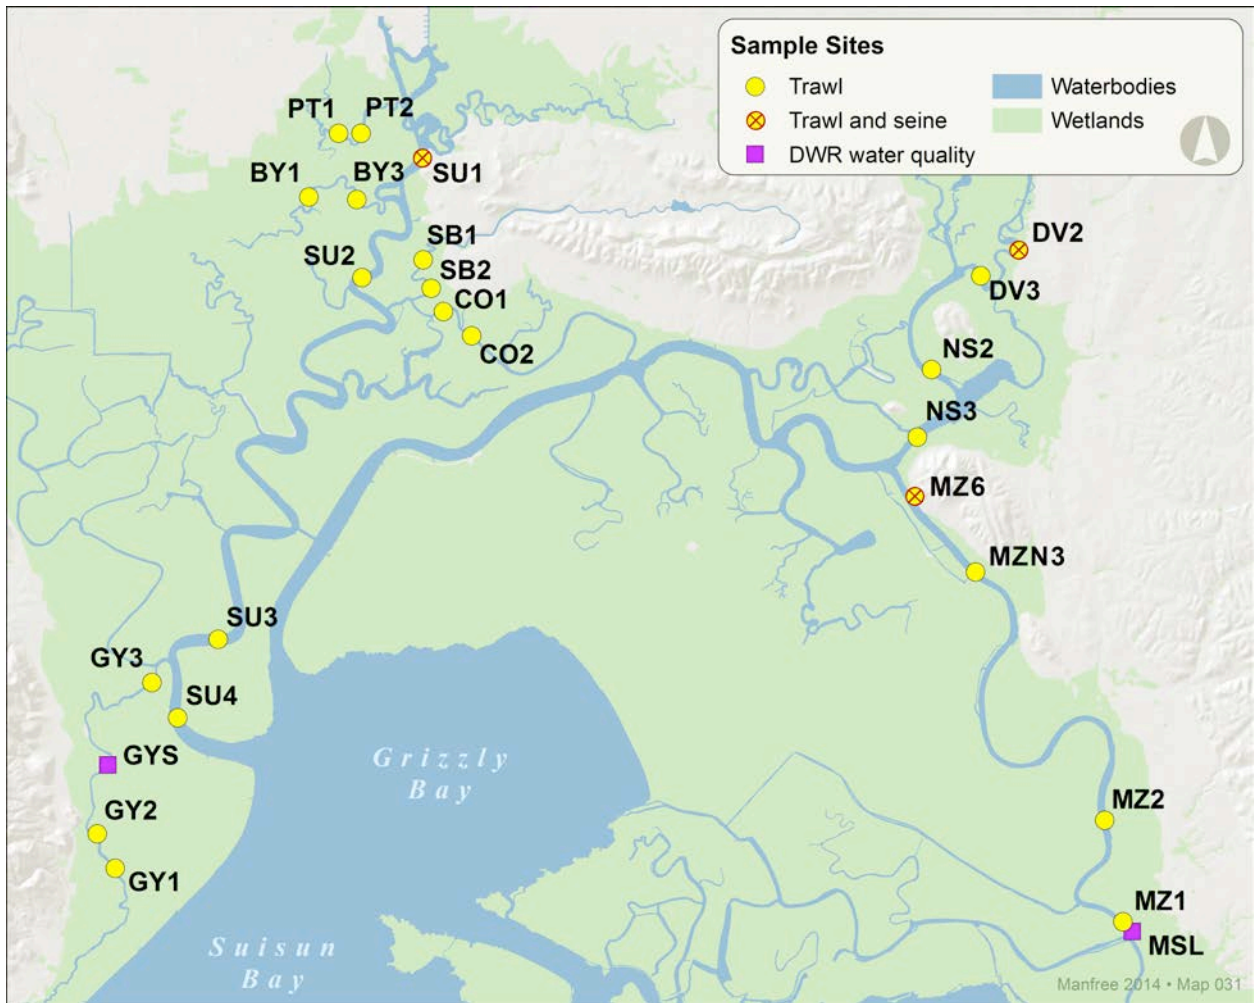 Sample Sites
Trawl
Waterbodies
Trawl and seine
Wetlands
DWR water quality
PT1
PT2
SU1
BY1
BY3
SU2
SB1
SB2
CO1
CO2
DV2
DV3
NS2
NS3
MZ6
MZN3
SU3
GY3
SU4
GYS
Grizzly
Bay
GY2
GY1
MZ2
MZ1
MSL
Suisun
Bay
Manfree 2014 • Map 031